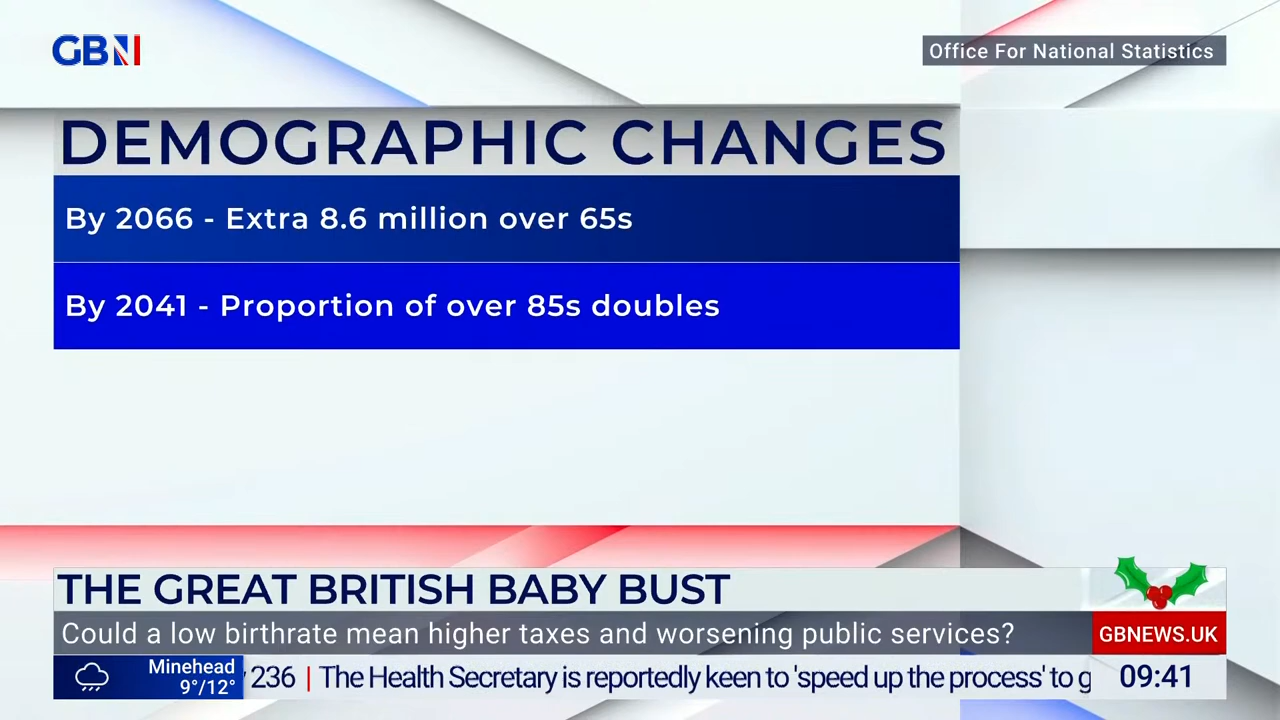 GBN
Office For National Statistics
DEMOGRAPHIC CHANGES
By 2066 - Extra 8.6 million over 65s
By 2041 - Proportion of over 85s doubles
THE GREAT BRITISH BABY BUST
Could a low birthrate mean higher taxes and worsening public services?
GBNEWS.UK
Minehead
9°/12°
236 | The Health Secretary is reportedly keen to 'speed up the process' to g
09:41